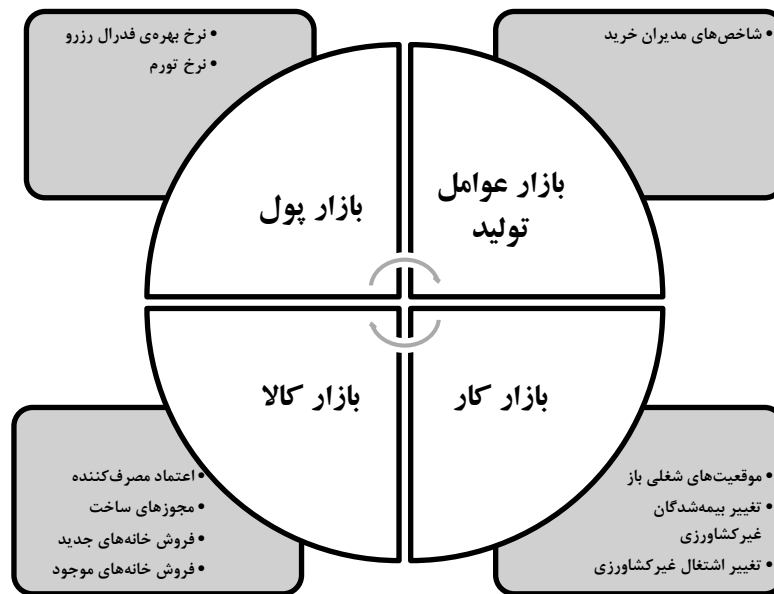 • شاخص‌های مدیران خرید
• نرخ بهره‌ی فدرال رزرو
• نرخ تورم
بازار عوامل
تولید
بازار پول
بازار کار
بازار کالا
• موقعیت‌های شغلی باز
• تغییر بیمه‌شدگان
غیرکشاورزی
• تغییر اشتغال غیرکشاورزی
• اعتماد مصرف‌کننده
• مجوزهای ساخت
• فروش خانه‌های جدید
• فروش خانه‌های موجود